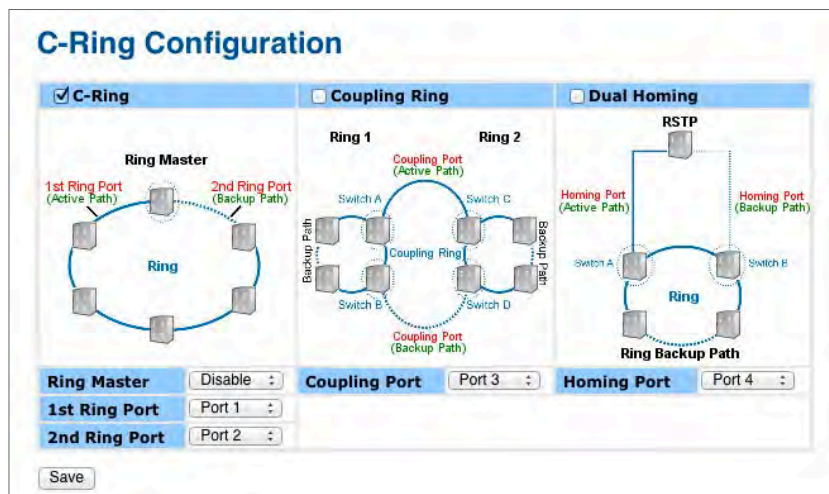 C-Ring Configuration
C-Ring
Coupling Ring
Dual Homing
Ring Master
1st Ring Port
(Active Path)
2nd Ring Port
(Backup Path)
Ring
Ring 1
Ring 2
Coupling Port
(Active Path)
Switch A
Switch C
Backup Path
Coupling Ring
Backup Path
Switch B
Switch D
Coupling Port
(Backup Path)
RSTP
Homing Port
(Active Path)
Homing Port
(Backup Path)
Switch A
Switch B
Ring
Ring Backup Path
Ring Master Disable
Coupling Port Port 3
Homing Port Port 4
1st Ring Port Port 1
2nd Ring Port Port 2
Save